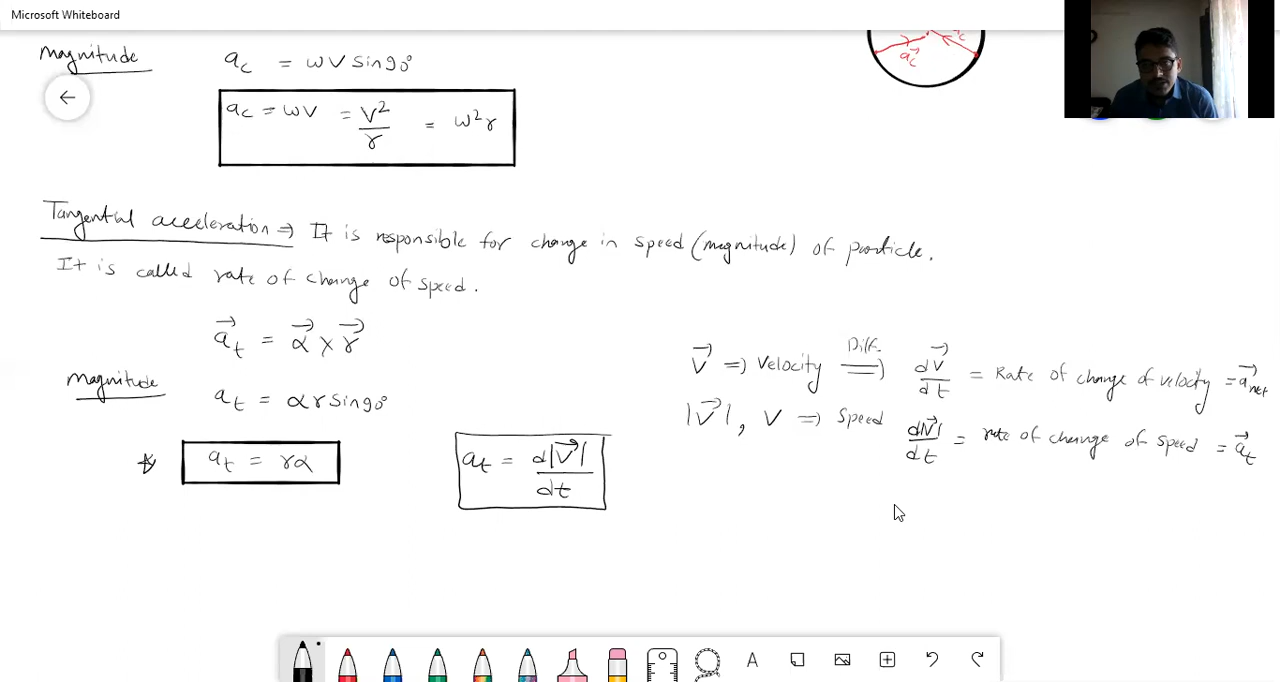 Microsoft Whiteboard
Magnitude
a_c = ωv sin90°
a_c = ωv = v²/r = ω²r
a⃗_c
Tangential acceleration ⇒ It is responsible for change in speed (magnitude) of particle.
It is called rate of change of speed.
a⃗_t = α⃗ × r⃗
Magnitude
a_t = αr sin90°
a_t = rα
a_t = d|v⃗|/dt
v⃗ ⇒ Velocity Diff. ⇒ dv⃗/dt = Rate of change of velocity = a⃗_net
|v⃗|, v ⇒ Speed d|v⃗|/dt = rate of change of speed = a⃗_t
A